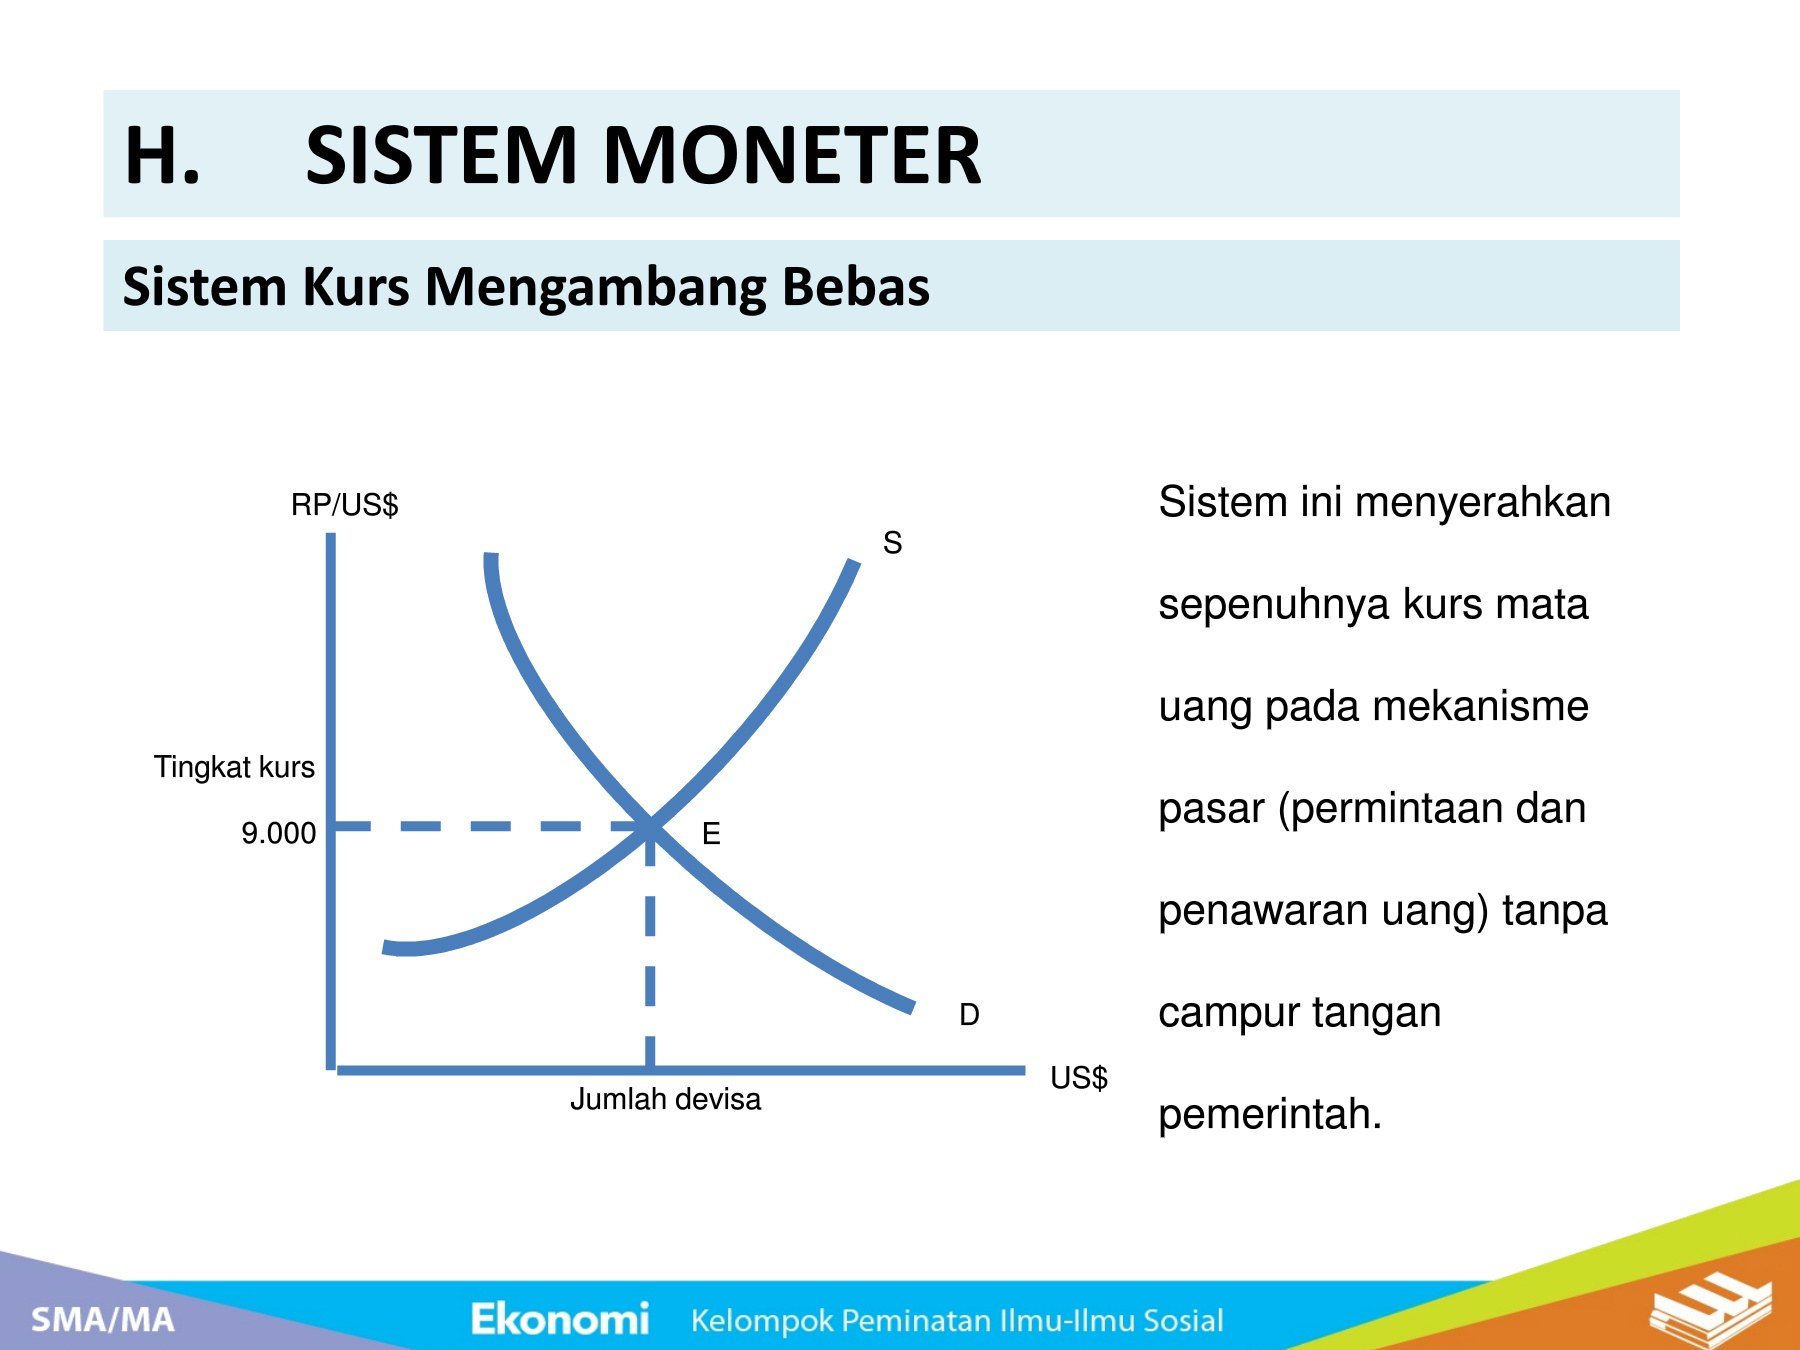 H. SISTEM MONETER
Sistem Kurs Mengambang Bebas
RP/US$
S
Tingkat kurs
9.000
E
D
US$
Jumlah devisa
Sistem ini menyerahkan
sepenuhnya kurs mata
uang pada mekanisme
pasar (permintaan dan
penawaran uang) tanpa
campur tangan
pemerintah.
SMA/MA
Ekonomi Kelompok Peminatan Ilmu-Ilmu Sosial